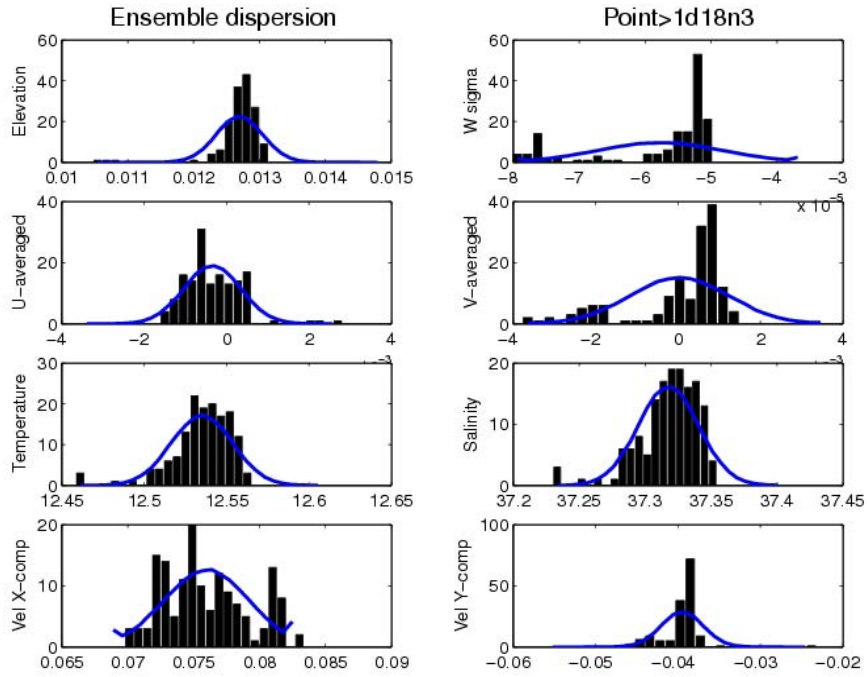 Ensemble dispersion
Point>1d18n3
Elevation
60
40
20
0
0.01 0.011 0.012 0.013 0.014 0.015
W sigma
60
40
20
0
−8 −7 −6 −5 −4 −3
x 10−5
U−averaged
40
20
0
−4 −2 0 2 4
−3
V−averaged
40
20
0
−4 −2 0 2 4
−3
Temperature
30
20
10
0
12.45 12.5 12.55 12.6 12.65
Salinity
20
10
0
37.2 37.25 37.3 37.35 37.4 37.45
Vel X−comp
20
10
0
0.065 0.07 0.075 0.08 0.085 0.09
Vel Y−comp
100
50
0
−0.06 −0.05 −0.04 −0.03 −0.02